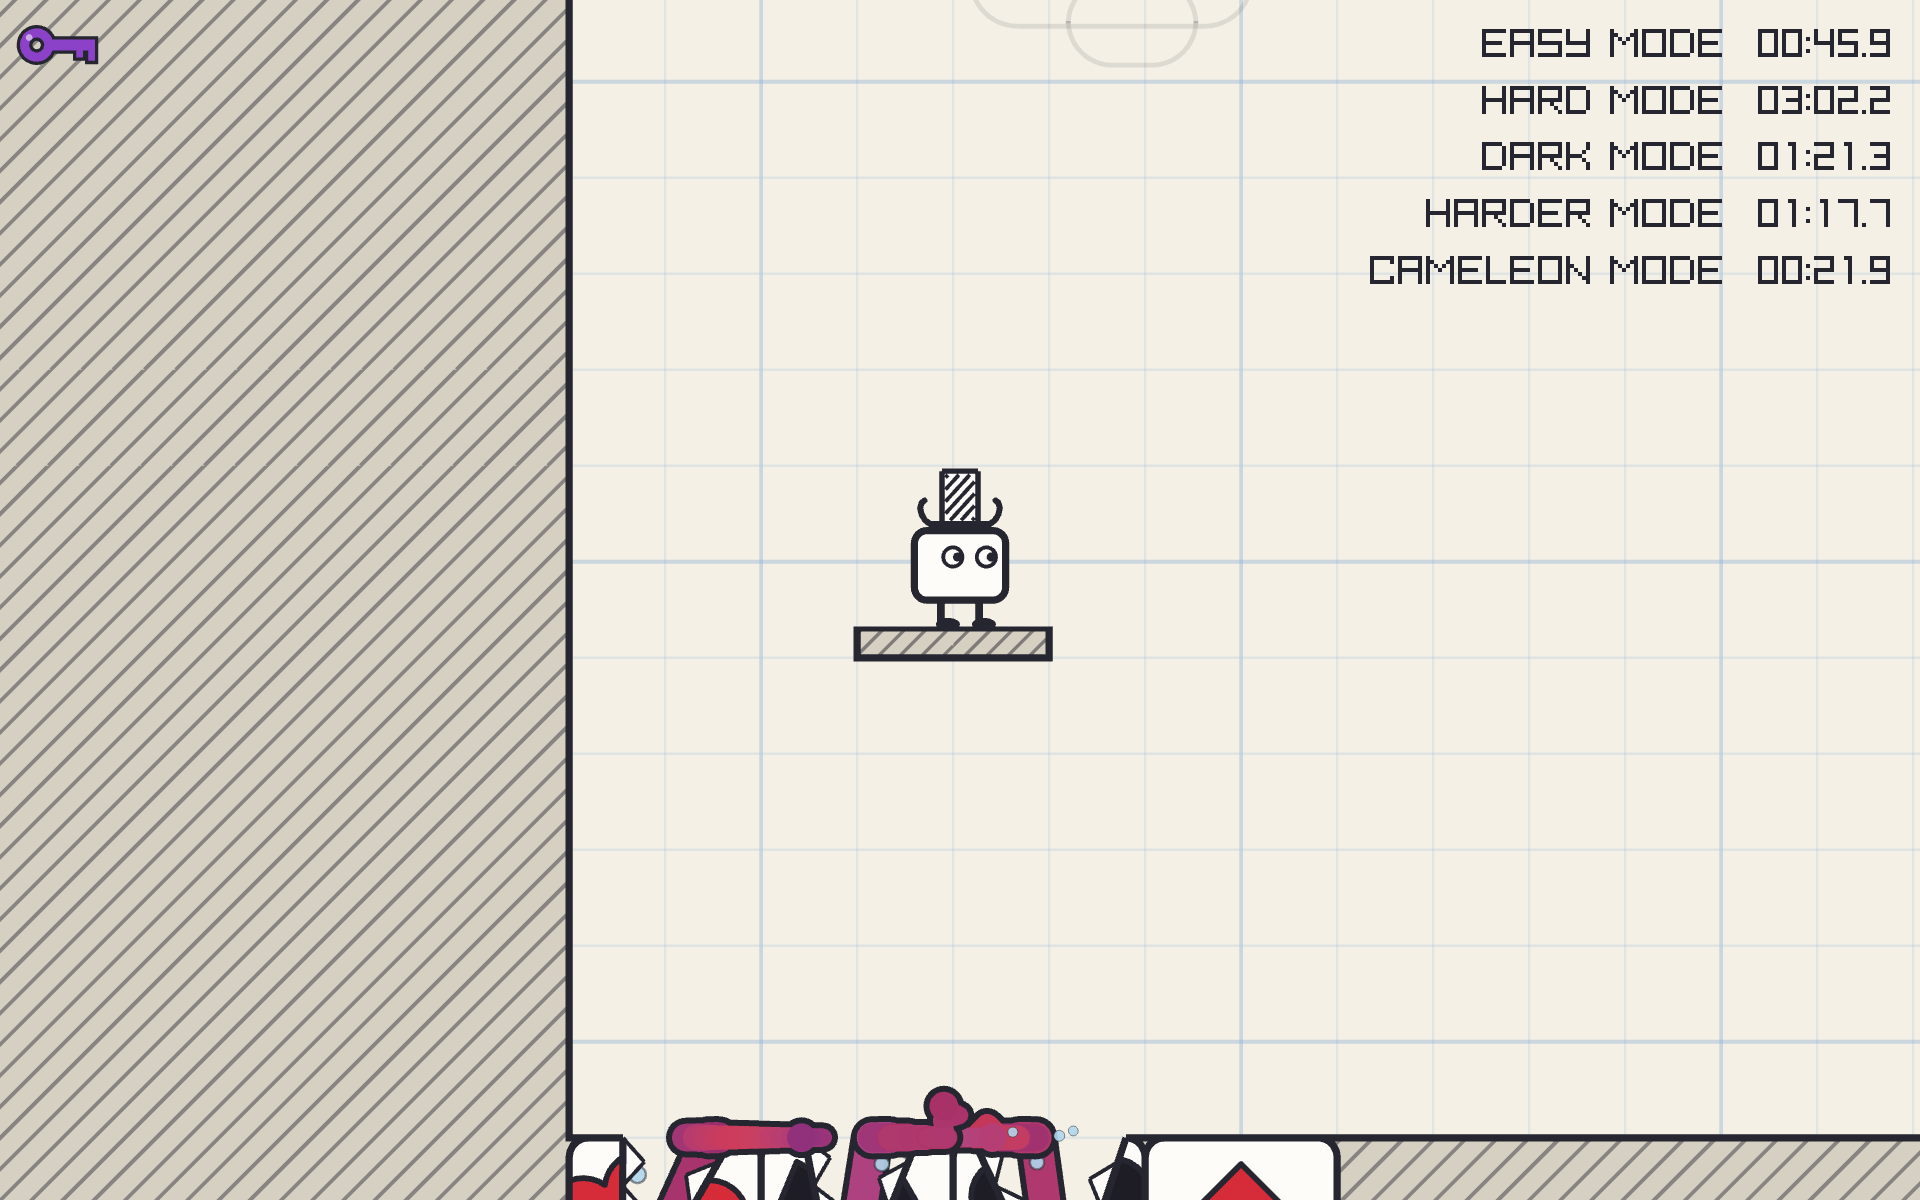 EASY MODE 00:45.9
HARD MODE 03:02.2
DARK MODE 01:21.3
HARDER MODE 01:17.7
CAMELEON MODE 00:21.9